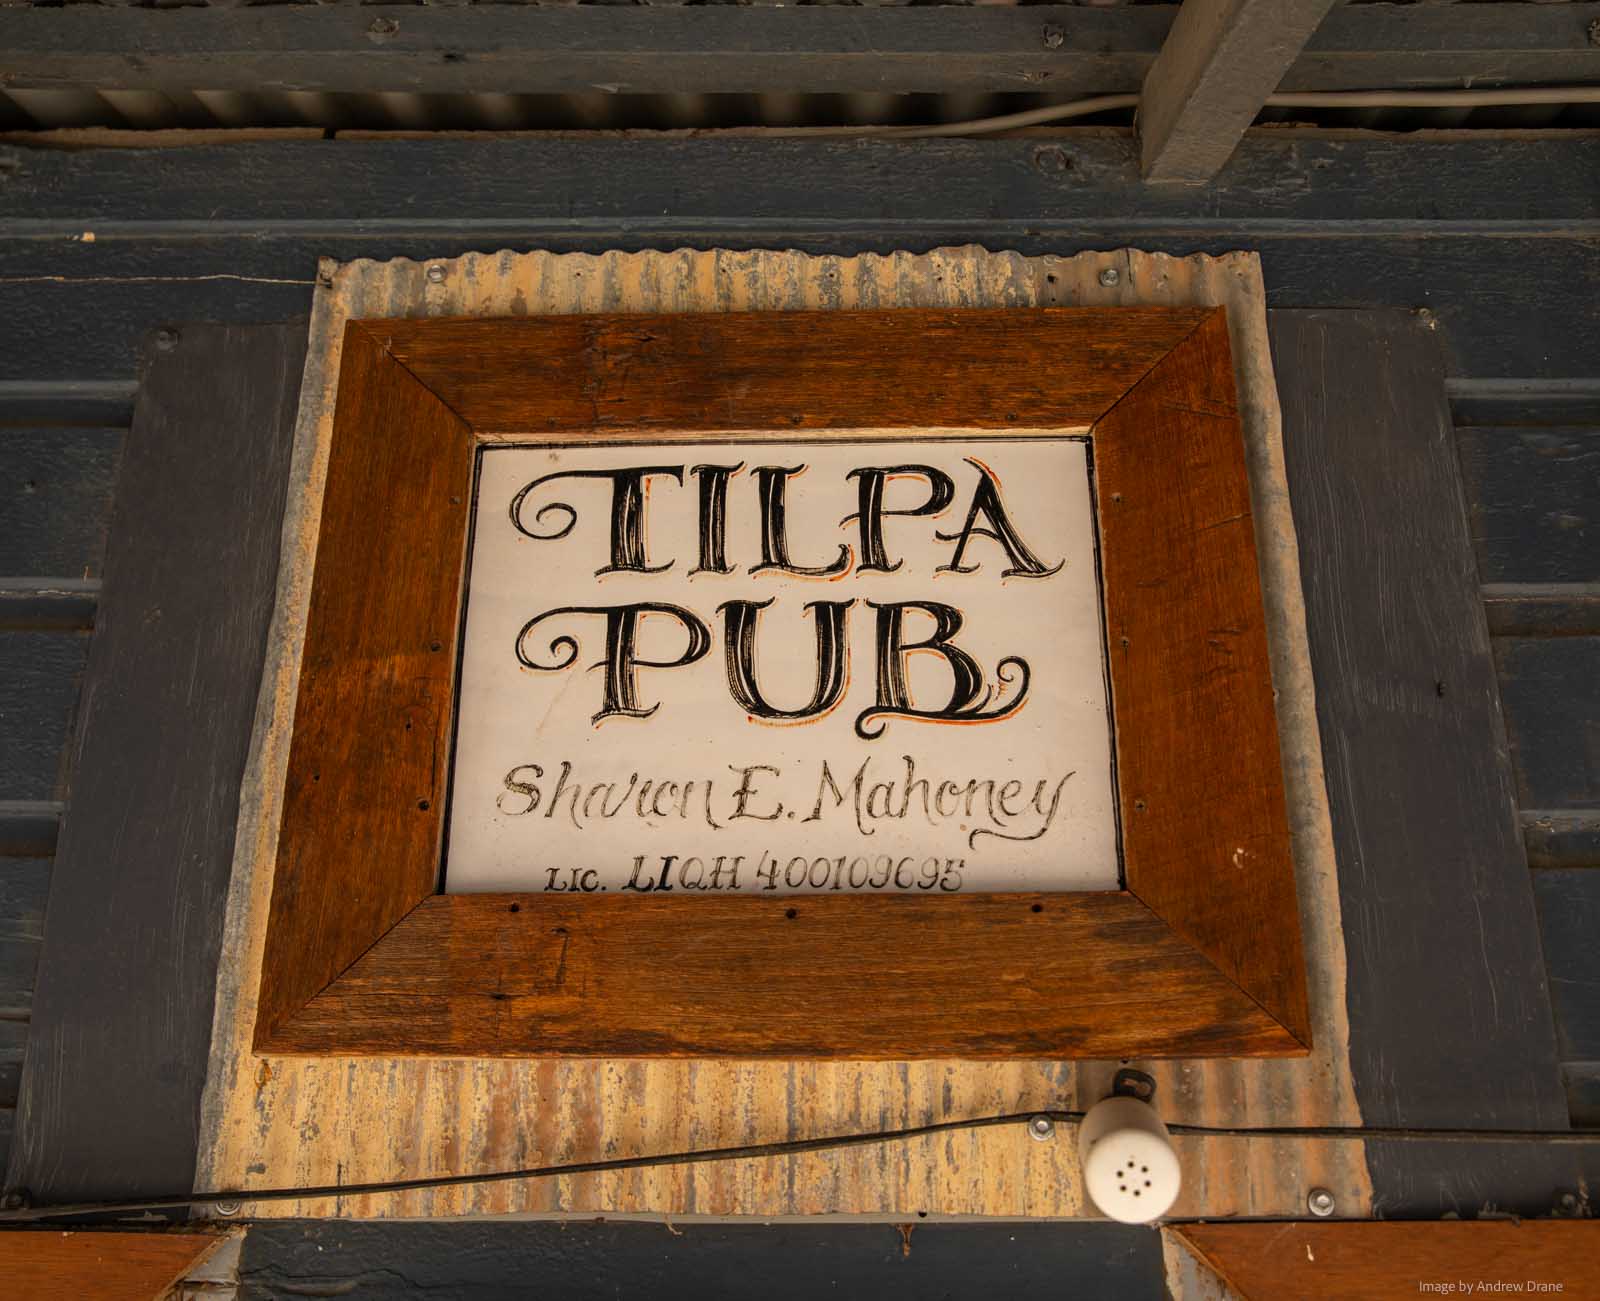 TILPA
PUB
Sharon E. Mahoney
LIC. LIQH 400109695
Image by Andrew Drane